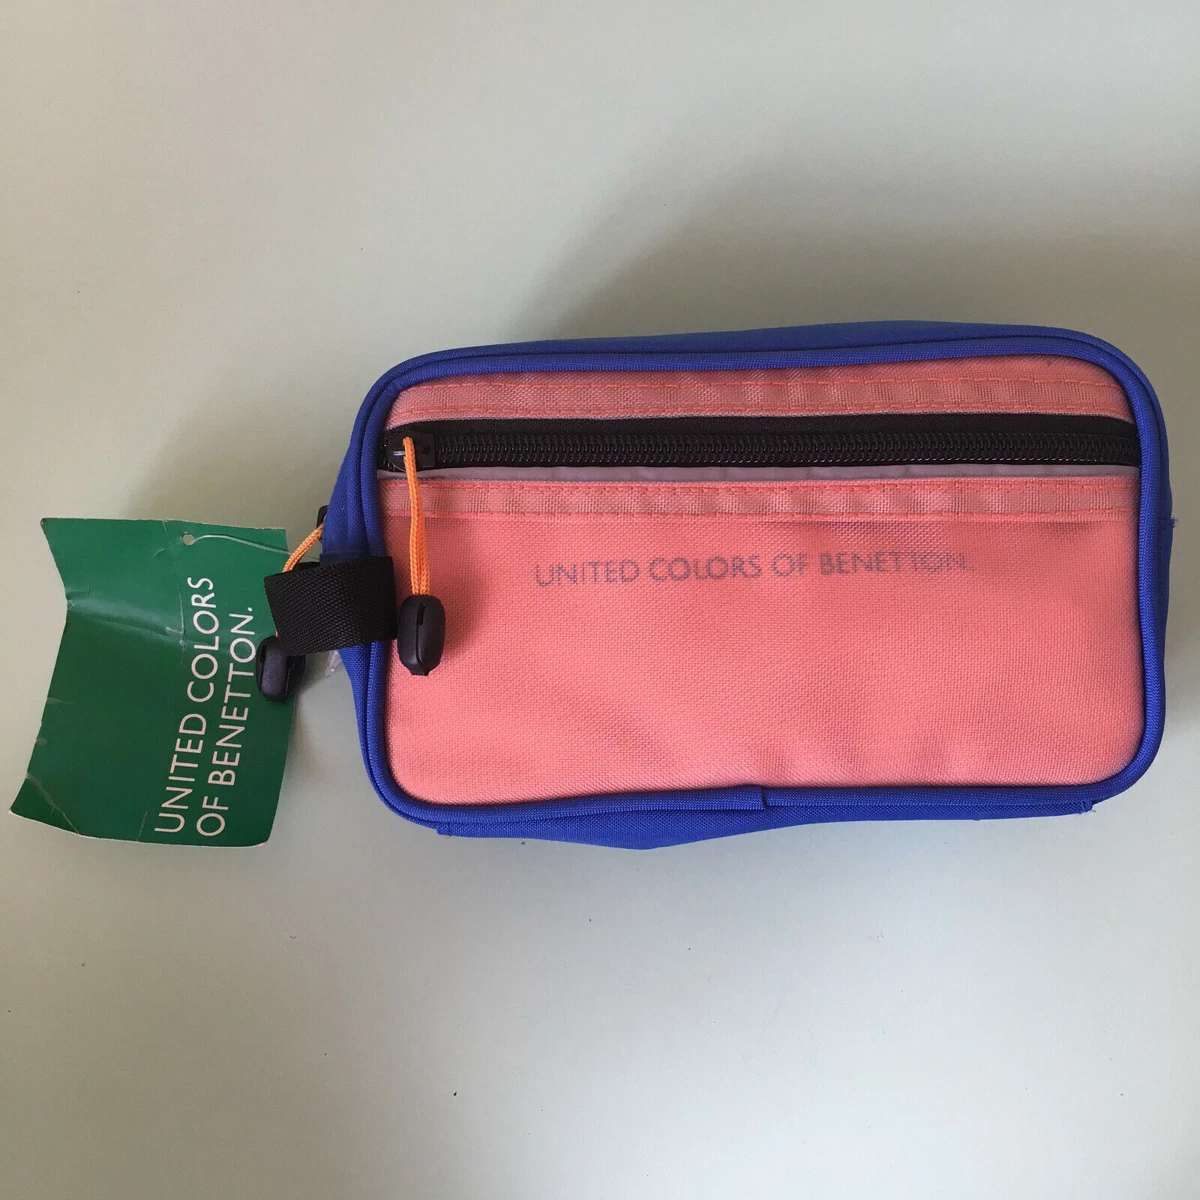 UNITED COLORS
OF BENETTON.
UNITED COLORS OF BENETTON.